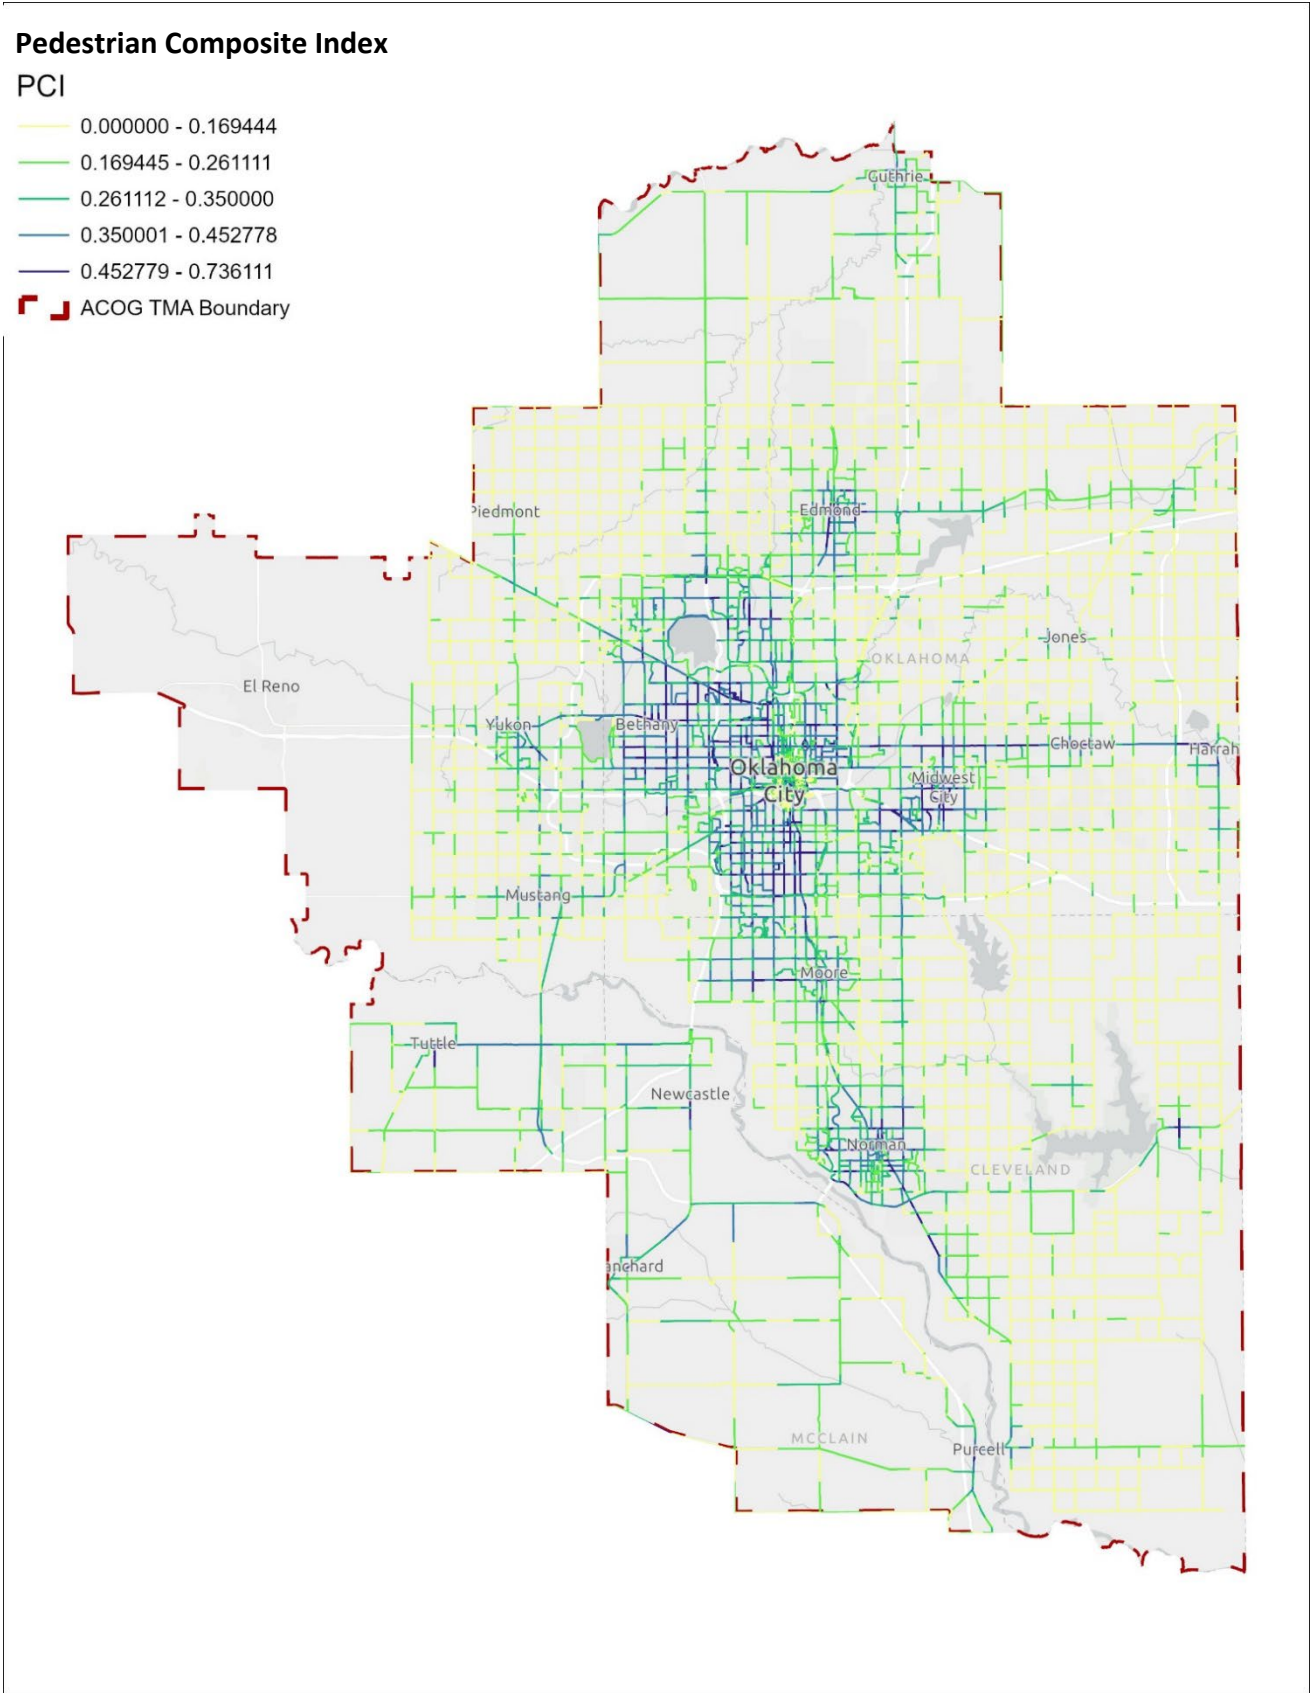 Pedestrian Composite Index
PCI
0.000000 - 0.169444
0.169445 - 0.261111
0.261112 - 0.350000
0.350001 - 0.452778
0.452779 - 0.736111
ACOG TMA Boundary
Guthrie
Piedmont
Edmond
Jones
OKLAHOMA
El Reno
Yukon
Bethany
Choctaw
Harrah
Oklahoma
City
Midwest
City
Mustang
Moore
Tuttle
Newcastle
Norman
CLEVELAND
anchard
MCCLAIN
Purcell